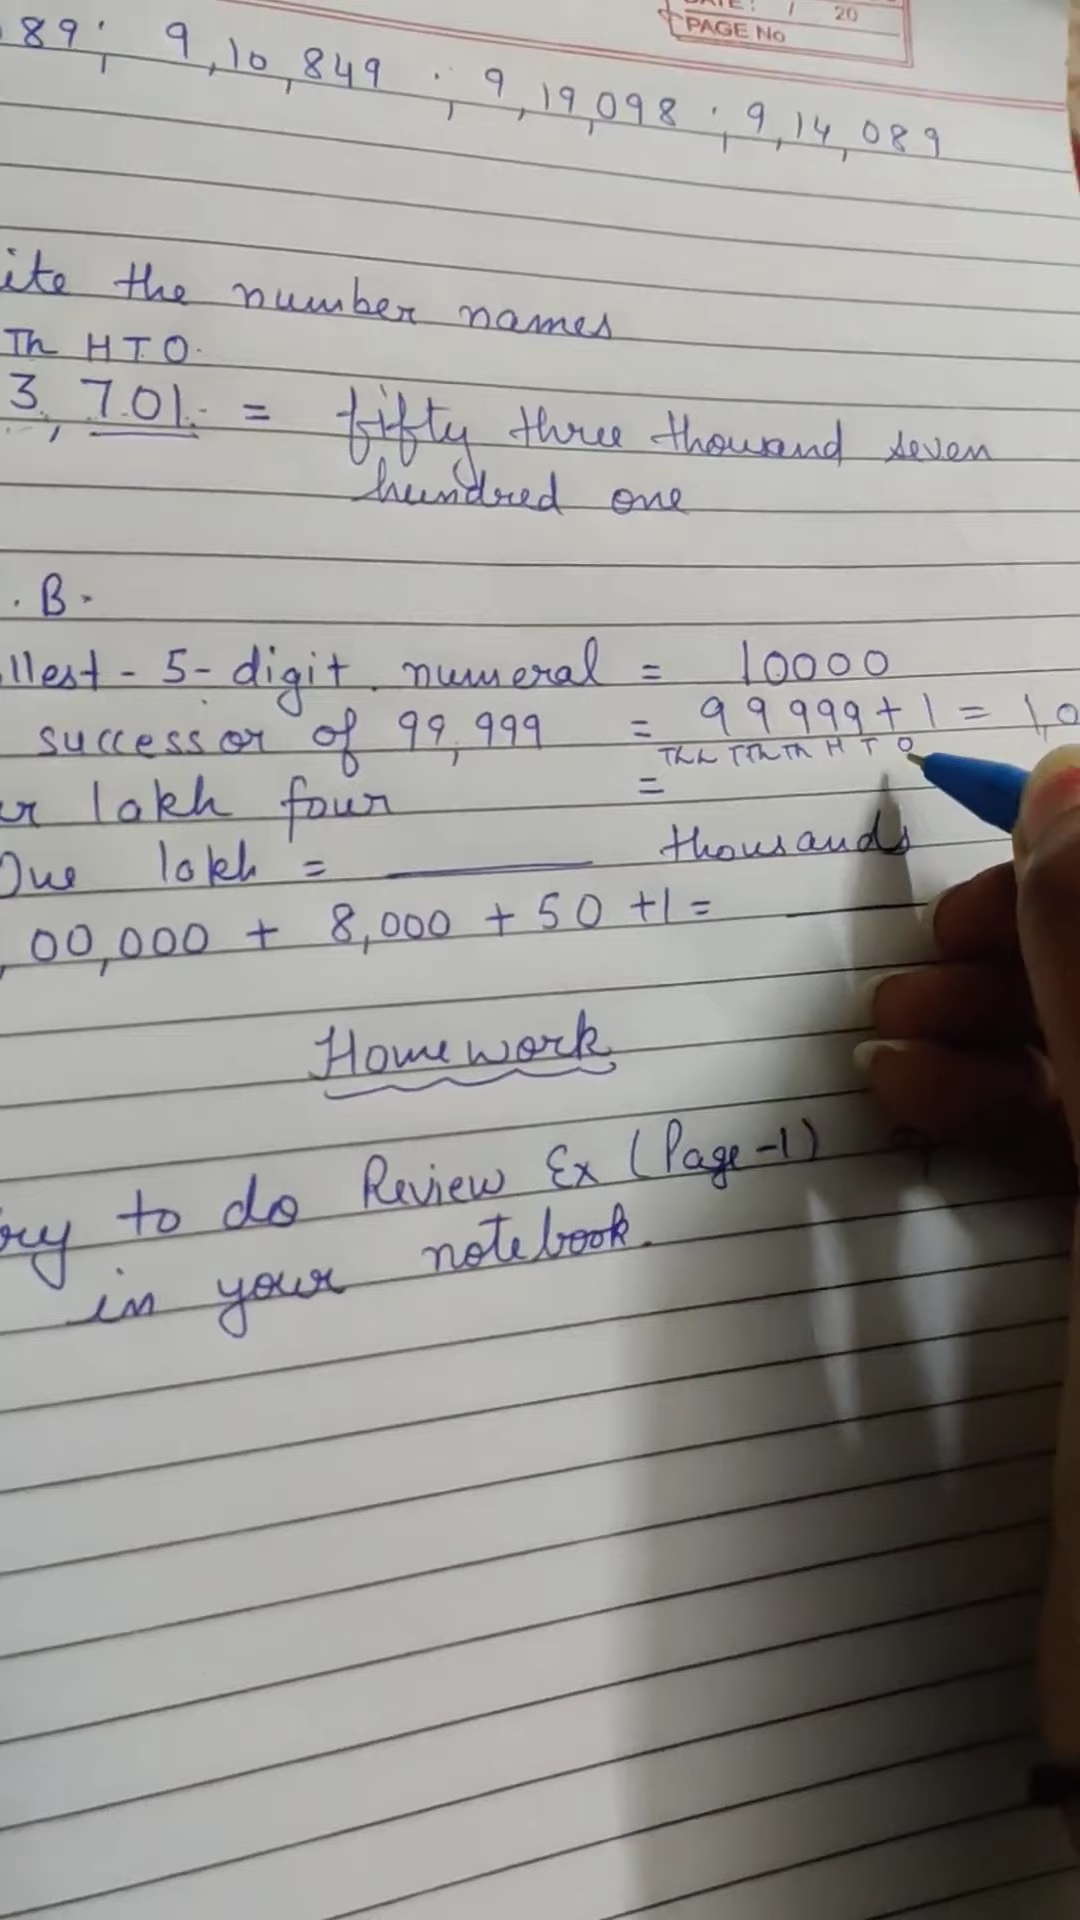 DATE: / 20
PAGE No
89; 9,10,849 ; 9,19,098 ; 9,14,089
ite the number names
Th H T O.
3,701 = fifty three thousand seven
hundred one
. B.
llest - 5 - digit numeral = 10000
successor of 99,999 = 99999 + 1 = 1,0
Th H T O
r lakh four =
One lakh = ______ thousands
,00,000 + 8,000 + 50 + 1 = ______
Homework
ry to do Review Ex (Page-1)
in your notebook.